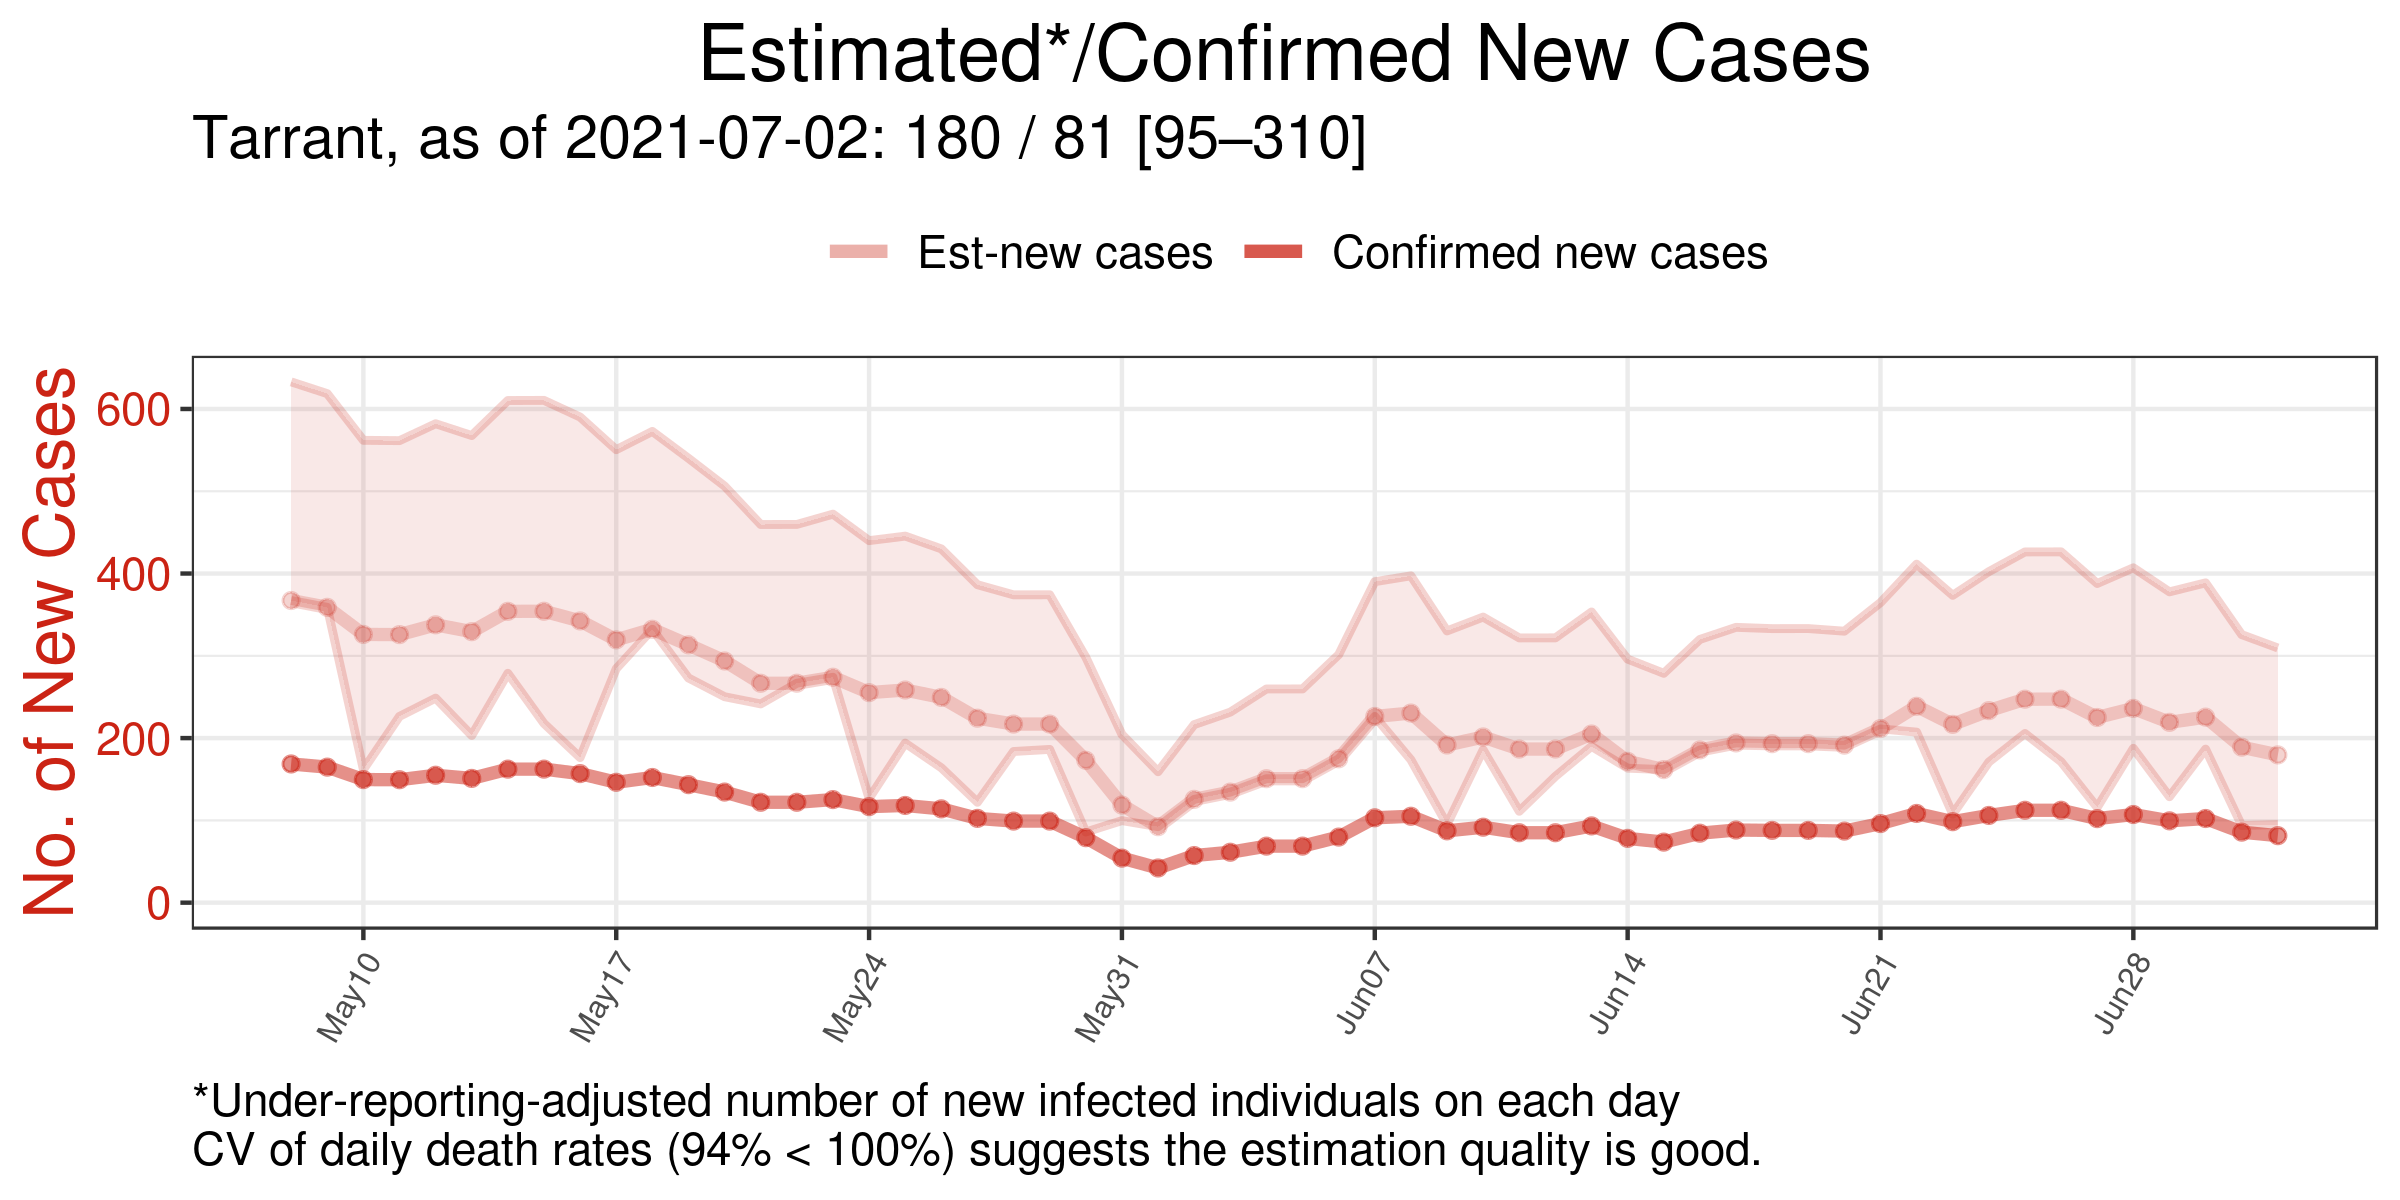 Estimated*/Confirmed New Cases
Tarrant, as of 2021-07-02: 180 / 81 [95–310]
Est-new cases
Confirmed new cases
No. of New Cases
600
400
200
0
May10
May17
May24
May31
Jun07
Jun14
Jun21
Jun28
*Under-reporting-adjusted number of new infected individuals on each day
CV of daily death rates (94% < 100%) suggests the estimation quality is good.